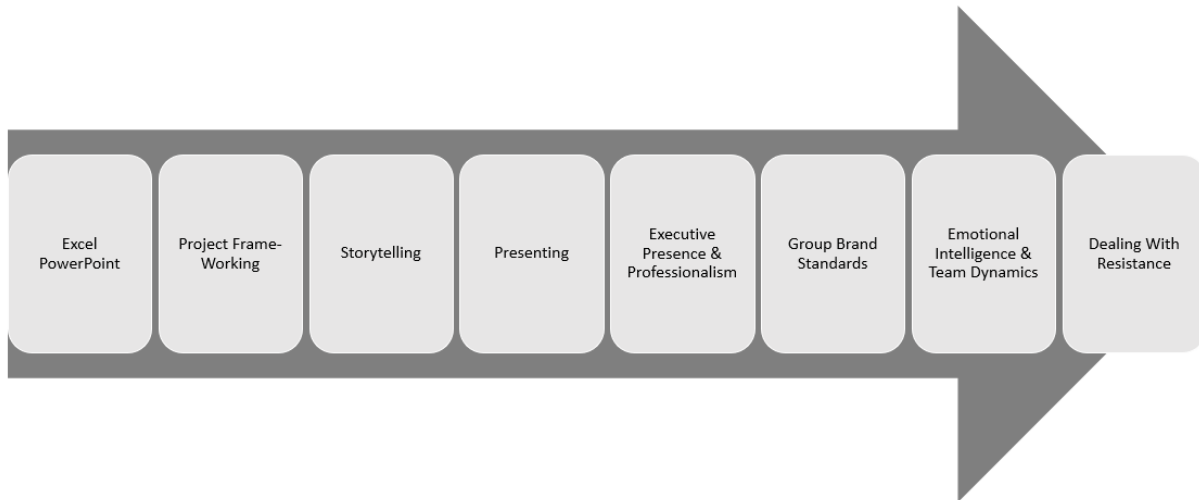 Excel
PowerPoint
Project Frame-
Working
Storytelling
Presenting
Executive
Presence &
Professionalism
Group Brand
Standards
Emotional
Intelligence &
Team Dynamics
Dealing With
Resistance